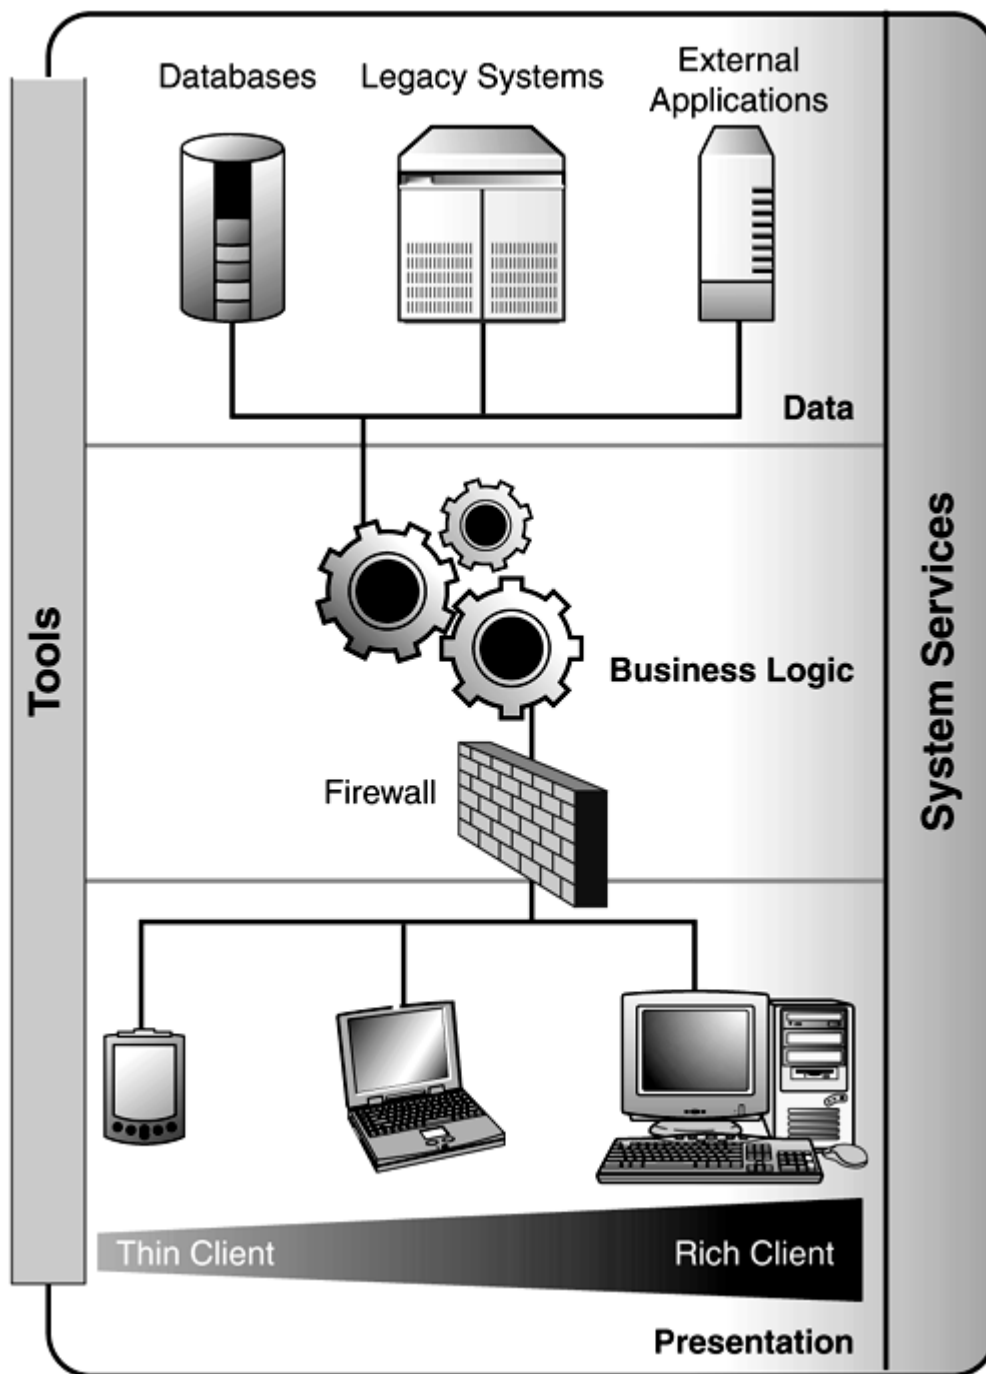 Databases
Legacy Systems
External
Applications
Data
Tools
System Services
Business Logic
Firewall
Thin Client
Rich Client
Presentation